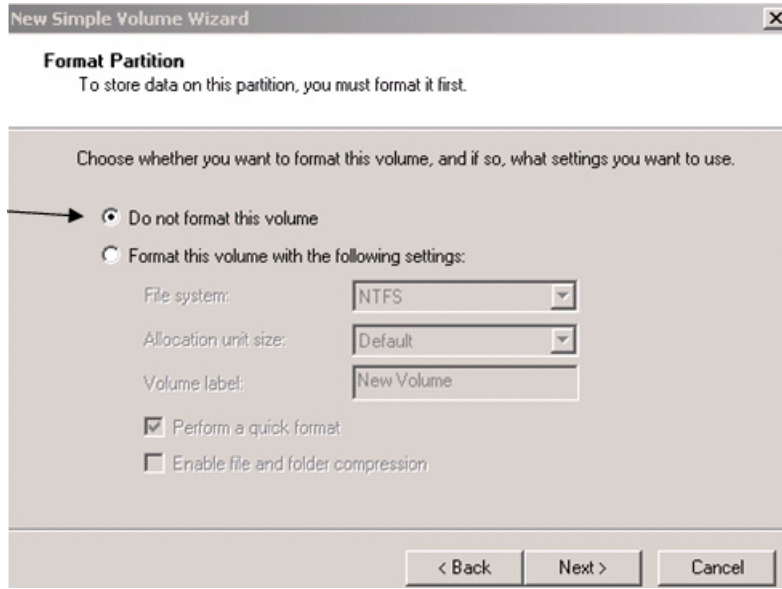 New Simple Volume Wizard
Format Partition
To store data on this partition, you must format it first.
Choose whether you want to format this volume, and if so, what settings you want to use.
Do not format this volume
Format this volume with the following settings:
File system: NTFS
Allocation unit size: Default
Volume label: New Volume
Perform a quick format
Enable file and folder compression
< Back Next > Cancel